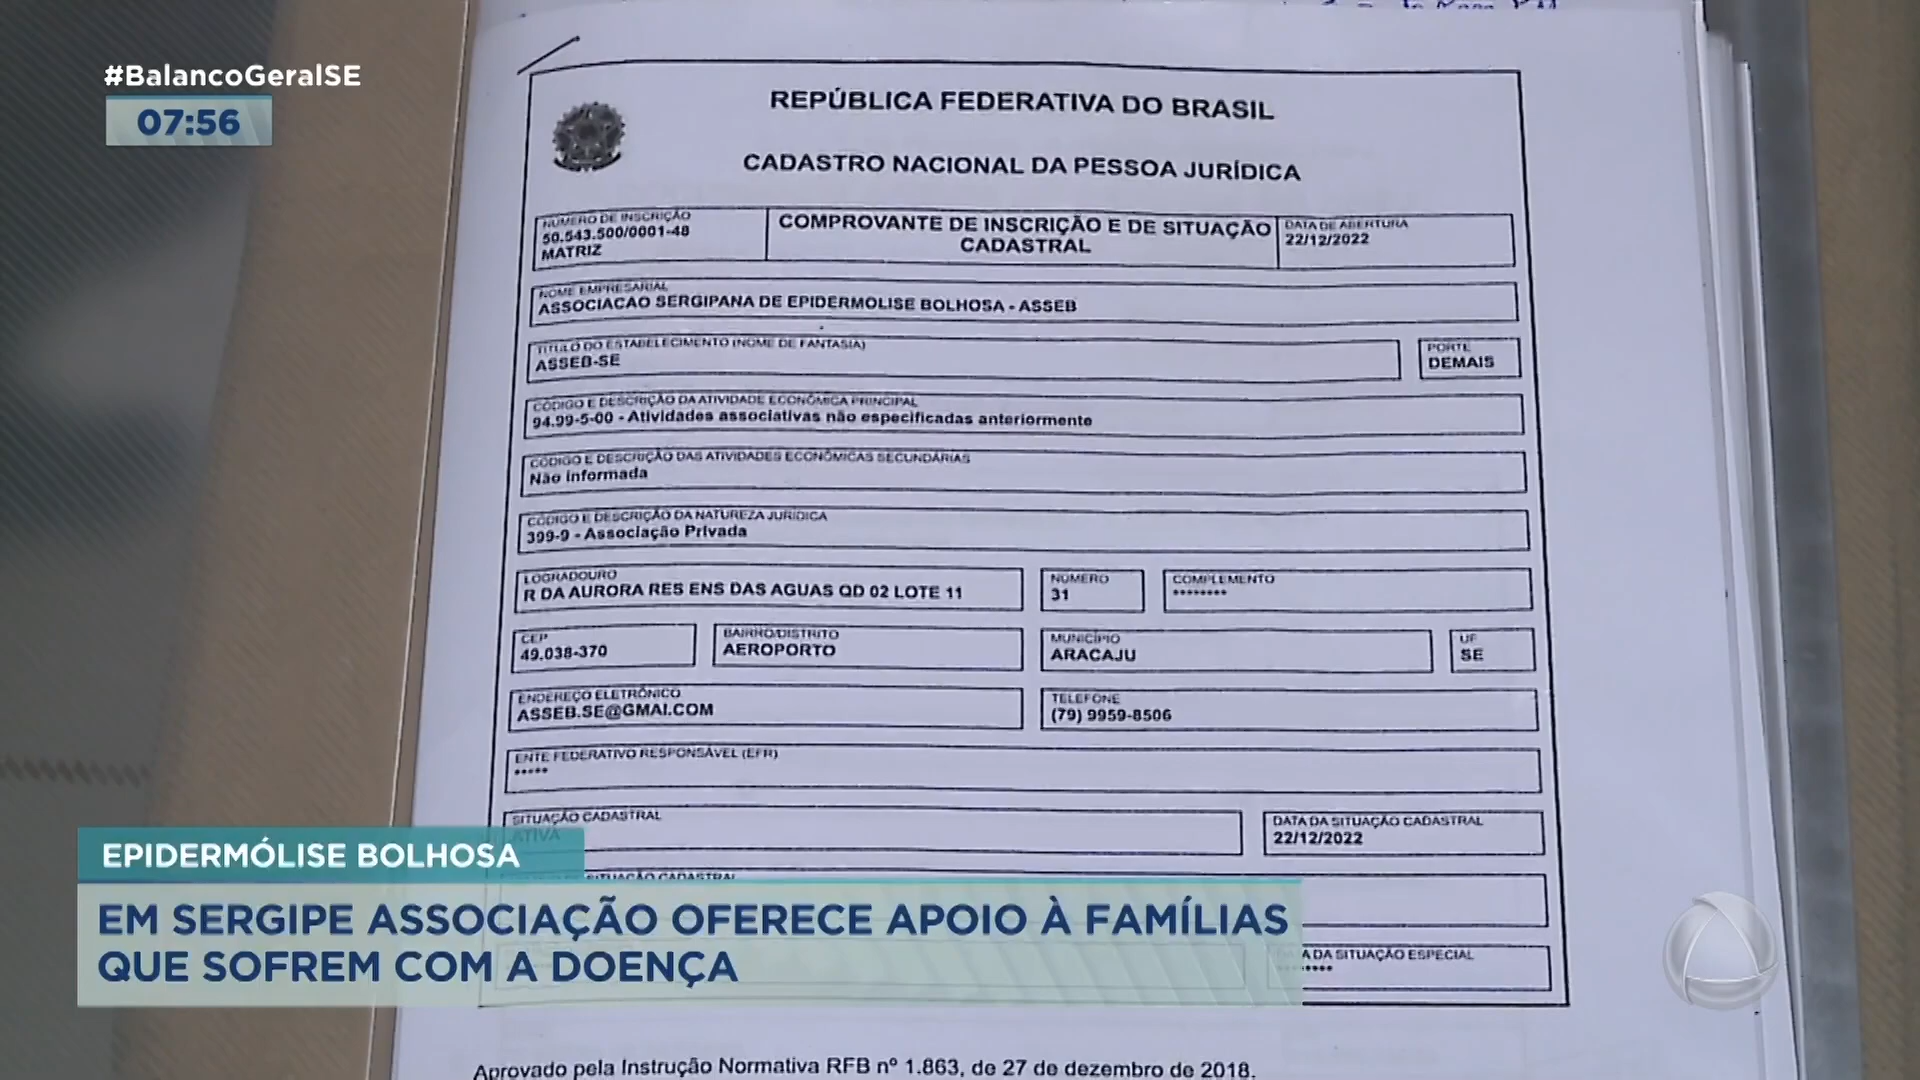 #BalancoGeralSE
07:56
REPÚBLICA FEDERATIVA DO BRASIL
CADASTRO NACIONAL DA PESSOA JURÍDICA
NÚMERO DE INSCRIÇÃO
50.543.500/0001-48
MATRIZ
COMPROVANTE DE INSCRIÇÃO E DE SITUAÇÃO
CADASTRAL
DATA DE ABERTURA
22/12/2022
NOME EMPRESARIAL
ASSOCIACAO SERGIPANA DE EPIDERMOLISE BOLHOSA - ASSEB
TÍTULO DO ESTABELECIMENTO (NOME DE FANTASIA)
ASSEB-SE
PORTE
DEMAIS
CÓDIGO E DESCRIÇÃO DA ATIVIDADE ECONÔMICA PRINCIPAL
94.99-5-00 - Atividades associativas não especificadas anteriormente
CÓDIGO E DESCRIÇÃO DAS ATIVIDADES ECONÔMICAS SECUNDÁRIAS
Não informada
CÓDIGO E DESCRIÇÃO DA NATUREZA JURÍDICA
399-9 - Associação Privada
LOGRADOURO
R DA AURORA RES ENS DAS AGUAS QD 02 LOTE 11
NÚMERO
31
COMPLEMENTO
********
CEP
49.038-370
BAIRRO/DISTRITO
AEROPORTO
MUNICÍPIO
ARACAJU
UF
SE
ENDEREÇO ELETRÔNICO
ASSEB.SE@GMAI.COM
TELEFONE
(79) 9959-8506
ENTE FEDERATIVO RESPONSÁVEL (EFR)
*****
SITUAÇÃO CADASTRAL
ATIVA
DATA DA SITUAÇÃO CADASTRAL
22/12/2022
SITUAÇÃO CADASTRAL
DA SITUAÇÃO ESPECIAL
********
EPIDERMÓLISE BOLHOSA
EM SERGIPE ASSOCIAÇÃO OFERECE APOIO À FAMÍLIAS
QUE SOFREM COM A DOENÇA
Aprovado pela Instrução Normativa RFB nº 1.863, de 27 de dezembro de 2018.